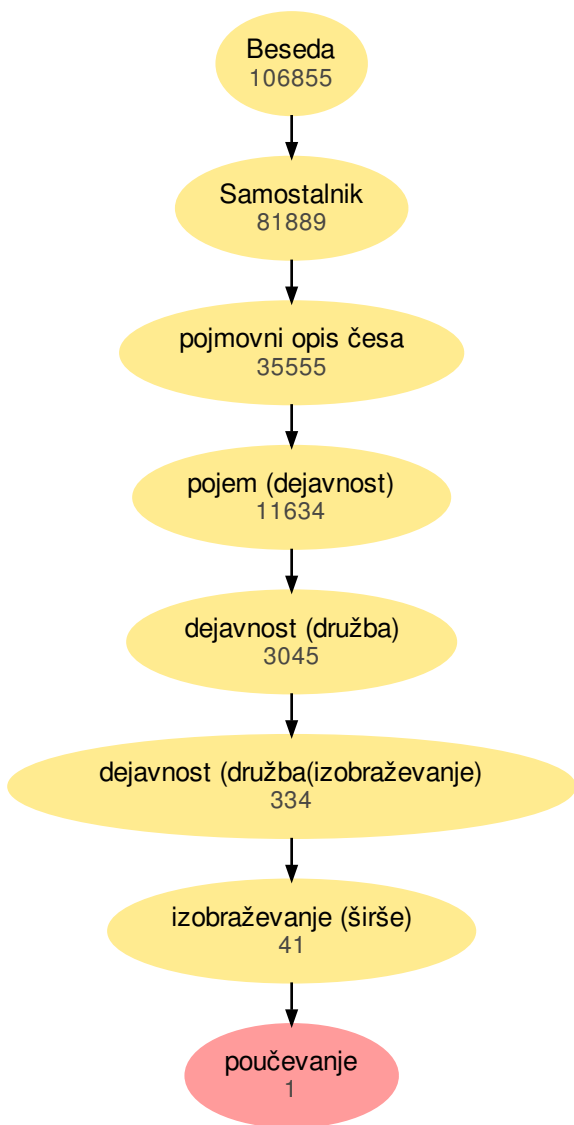 Beseda
106855
Samostalnik
81889
pojmovni opis česa
35555
pojem (dejavnost)
11634
dejavnost (družba)
3045
dejavnost (družba(izobraževanje)
334
izobraževanje (širše)
41
poučevanje
1